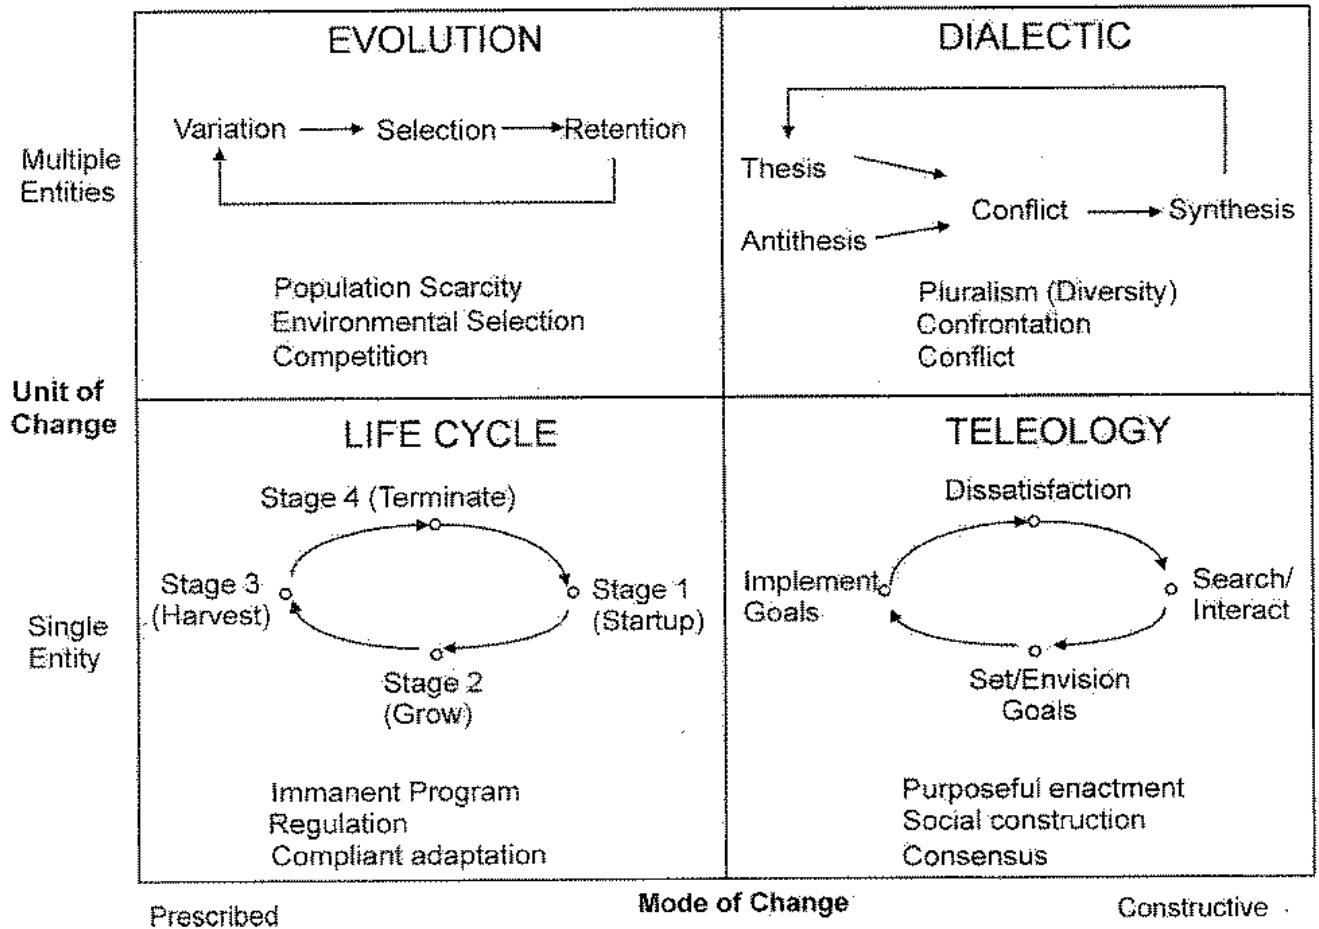 EVOLUTION
Variation
Selection
Retention
Population Scarcity
Environmental Selection
Competition
DIALECTIC
Thesis
Antithesis
Conflict
Synthesis
Pluralism (Diversity)
Confrontation
Conflict
Multiple
Entities
Unit of
Change
LIFE CYCLE
Stage 4 (Terminate)
Stage 3
(Harvest)
Stage 1
(Startup)
Stage 2
(Grow)
Immanent Program
Regulation
Compliant adaptation
TELEOLOGY
Dissatisfaction
Implement
Goals
Search/
Interact
Set/Envision
Goals
Purposeful enactment
Social construction
Consensus
Single
Entity
Prescribed
Mode of Change
Constructive